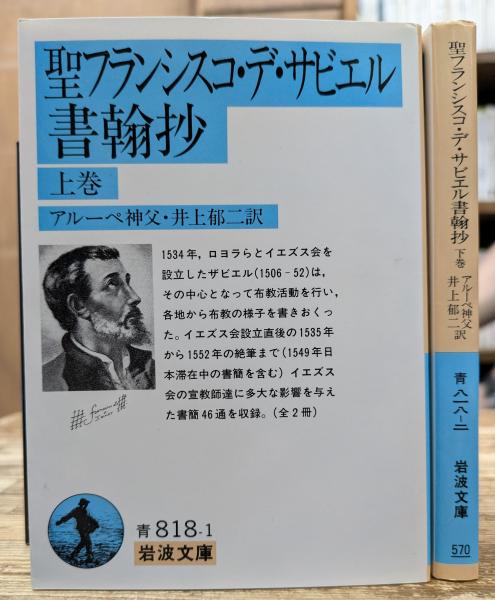 聖フランシスコ・デ・サビエル
書翰抄
上巻
アルーペ神父・井上郁二訳
1534年，ロヨラらとイエズス会を
設立したザビエル(1506－52)は，
その中心となって布教活動を行い，
各地から布教の様子を書きおくっ
た。イエズス会設立直後の1535年
から1552年の絶筆まで(1549年日
本滞在中の書簡を含む) イエズス
会の宣教師達に多大な影響を与え
た書簡46通を収録。(全2冊)
青818-1
岩波文庫
聖フランシスコ・デ・サビエル書翰抄 下巻
アルーペ神父
井上郁二 訳
青八一八－二
岩波文庫
570